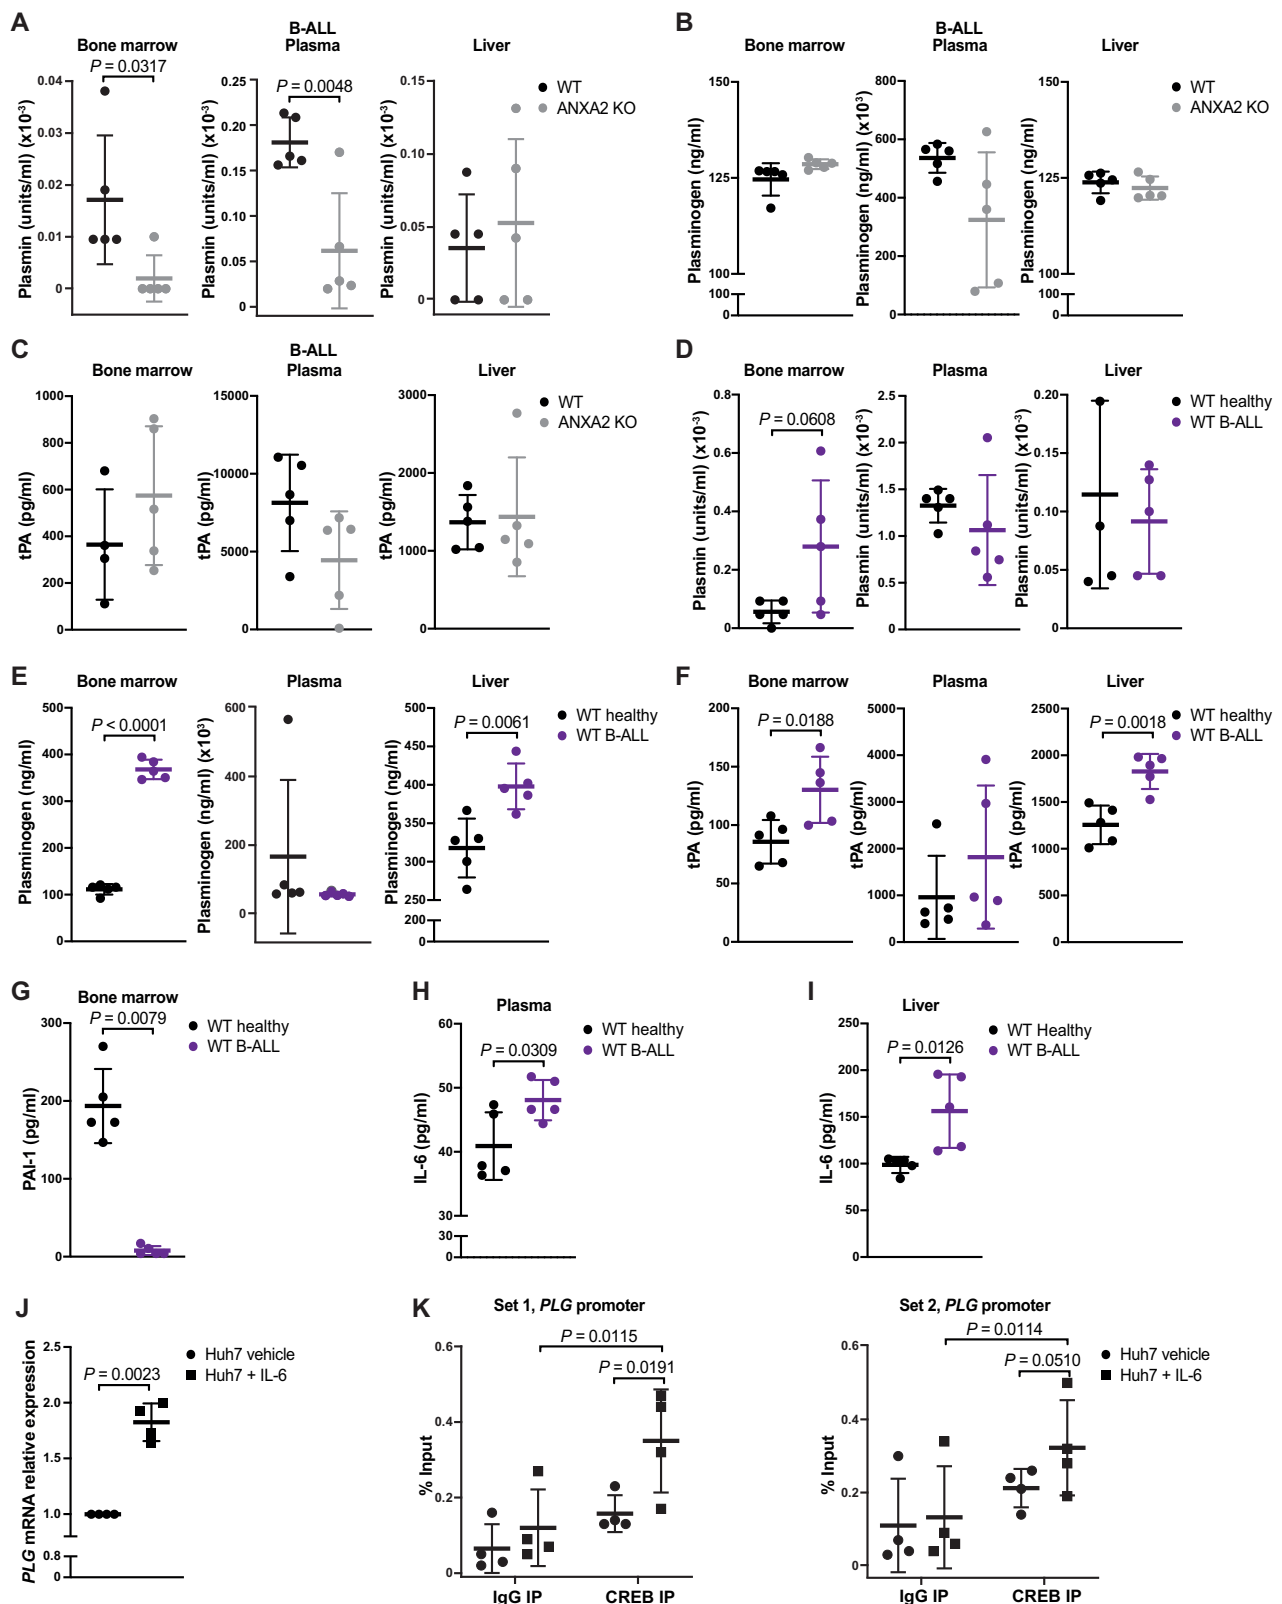 A
Bone marrow
P = 0.0317
Plasmin (units/ml) (x10⁻³)
0.04
0.03
0.02
0.01
0
B-ALL
Plasma
P = 0.0048
Plasmin (units/ml) (x10⁻³)
0.25
0.20
0.15
0.10
0.05
0
Liver
Plasmin (units/ml) (x10⁻³)
0.15
0.10
0.05
0
WT
ANXA2 KO
B
Bone marrow
Plasminogen (ng/ml)
150
125
100
100
0
B-ALL
Plasma
Plasminogen (ng/ml) (x10³)
800
600
400
200
0
Liver
Plasminogen (ng/ml)
150
125
100
100
0
WT
ANXA2 KO
C
Bone marrow
tPA (pg/ml)
1000
800
600
400
200
0
B-ALL
Plasma
tPA (pg/ml)
15000
10000
5000
0
Liver
tPA (pg/ml)
3000
2000
1000
0
WT
ANXA2 KO
D
Bone marrow
P = 0.0608
Plasmin (units/ml) (x10⁻³)
0.8
0.6
0.4
0.2
0
Plasma
Plasmin (units/ml) (x10⁻³)
2.5
2.0
1.5
1.0
0.5
0
Liver
Plasmin (units/ml) (x10⁻³)
0.20
0.15
0.10
0.05
0
WT healthy
WT B-ALL
E
Bone marrow
P < 0.0001
Plasminogen (ng/ml)
500
400
300
200
100
0
Plasma
Plasminogen (ng/ml) (x10³)
600
400
200
0
Liver
P = 0.0061
Plasminogen (ng/ml)
450
400
350
300
250
200
0
WT healthy
WT B-ALL
F
Bone marrow
P = 0.0188
tPA (pg/ml)
200
150
100
50
0
Plasma
tPA (pg/ml)
5000
4000
3000
2000
1000
0
Liver
P = 0.0018
tPA (pg/ml)
2500
2000
1500
1000
500
0
WT healthy
WT B-ALL
G
Bone marrow
P = 0.0079
PAI-1 (pg/ml)
300
200
100
0
WT healthy
WT B-ALL
H
Plasma
P = 0.0309
IL-6 (pg/ml)
60
50
40
30
30
0
WT healthy
WT B-ALL
I
Liver
P = 0.0126
IL-6 (pg/ml)
250
200
150
100
50
0
WT Healthy
WT B-ALL
J
P = 0.0023
PLG mRNA relative expression
2.5
2.0
1.5
1.0
0.8
0
Huh7 vehicle
Huh7 + IL-6
K
Set 1, PLG promoter
P = 0.0115
P = 0.0191
% Input
0.6
0.4
0.2
0
IgG IP
CREB IP
Set 2, PLG promoter
P = 0.0114
P = 0.0510
% Input
0.6
0.4
0.2
0
IgG IP
CREB IP
Huh7 vehicle
Huh7 + IL-6